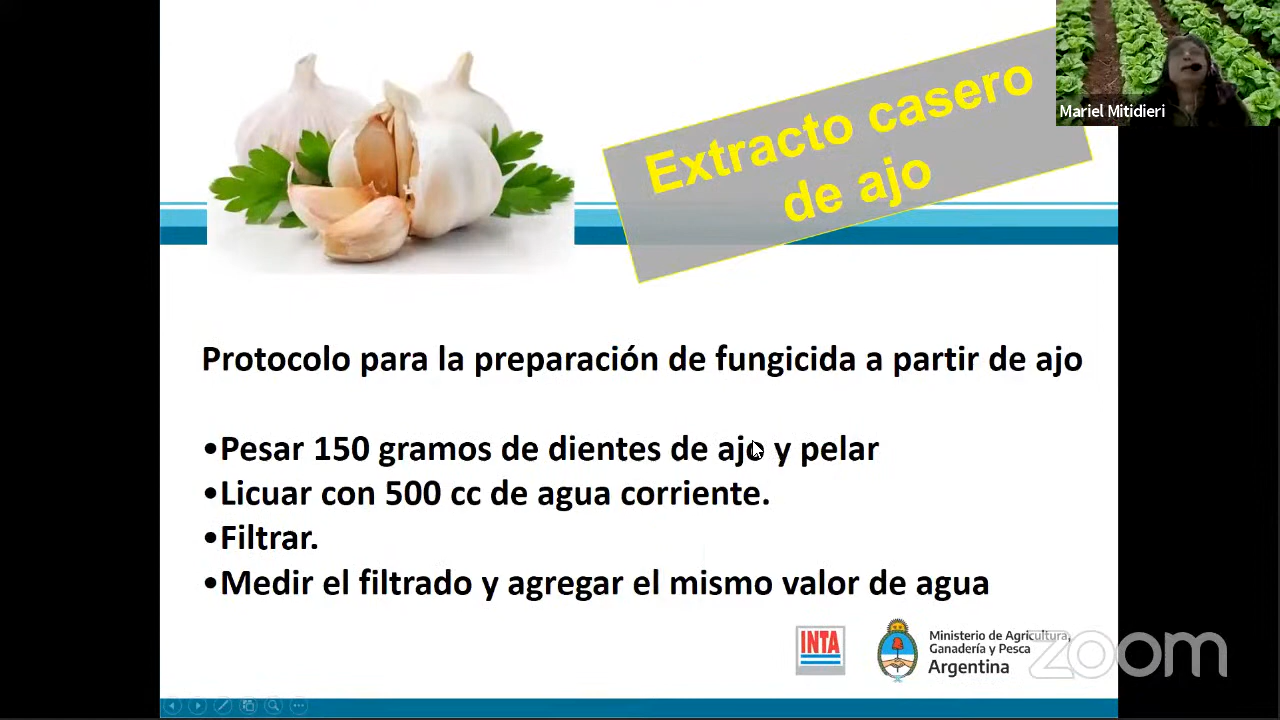 Extracto casero
de ajo
Mariel Mitidieri
Protocolo para la preparación de fungicida a partir de ajo
•Pesar 150 gramos de dientes de ajo y pelar
•Licuar con 500 cc de agua corriente.
•Filtrar.
•Medir el filtrado y agregar el mismo valor de agua
INTA
Ministerio de Agricultura,
Ganadería y Pesca
Argentina
zoom